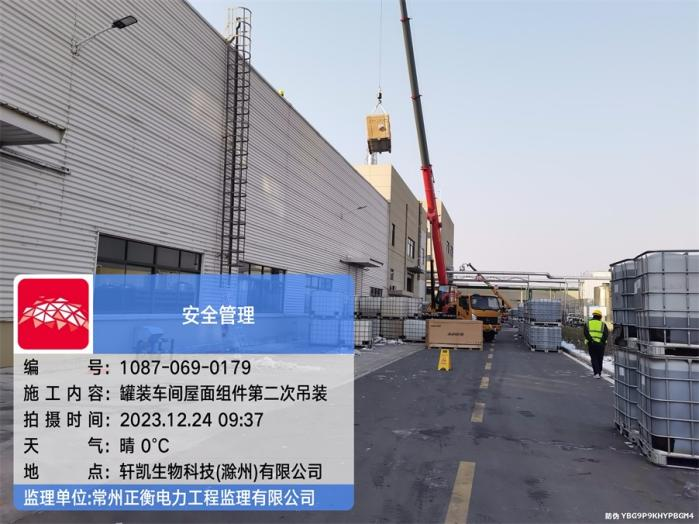 安全管理
编 号：1087-069-0179
施工内容：罐装车间屋面组件第二次吊装
拍摄时间：2023.12.24 09:37
天 气：晴 0℃
地 点：轩凯生物科技(滁州)有限公司
监理单位:常州正衡电力工程监理有限公司
防伪 YBG9P9KHYPBGM4